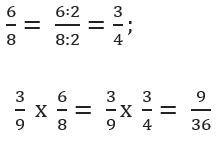 6/8 = 6:2/8:2 = 3/4;
3/9 x 6/8 = 3/9 x 3/4 = 9/36